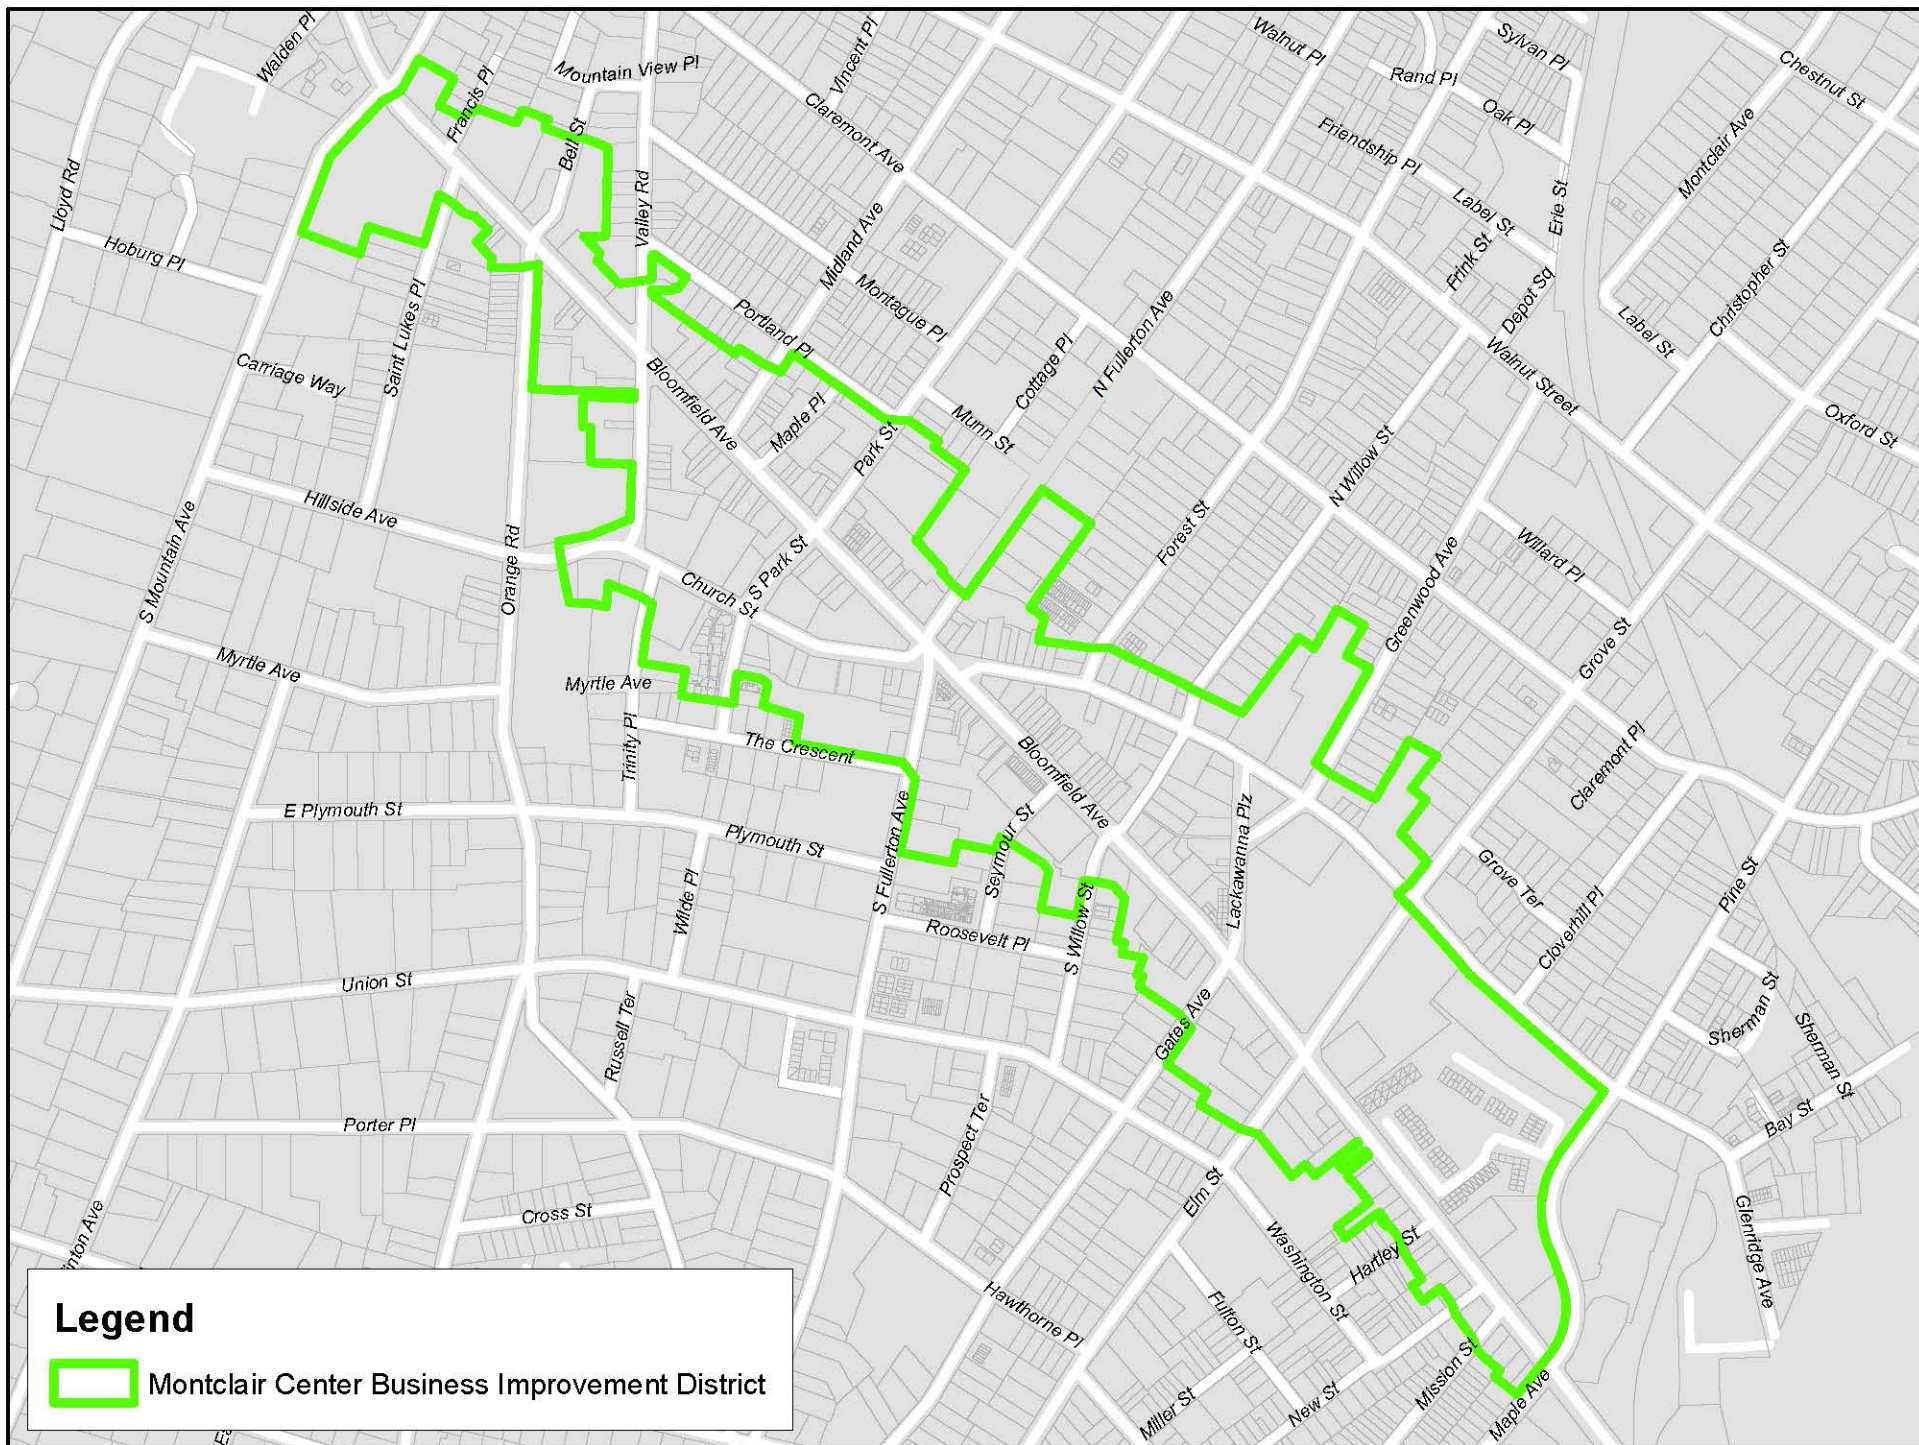 Walden Pl
Francis Pl
Mountain View Pl
Vincent Pl
Walnut Pl
Rand Pl
Sylvan Pl
Chestnut St
Oak Pl
Claremont Ave
Friendship Pl
Montclair Ave
Bell St
Lloyd Rd
Valley Rd
Label St
Erie St
Hoburg Pl
Midland Ave
Frink St
Christopher St
Montague Pl
Depot Sq
Saint Lukes Pl
Portland Pl
N Fullerton Ave
Label St
Carriage Way
Cottage Pl
Walnut Street
Bloomfield Ave
Maple Pl
Munn St
Oxford St
Park St
N Willow St
Hillside Ave
S Mountain Ave
Orange Rd
S Park St
Forest St
Willard Pl
Church St
Greenwood Ave
Myrtle Ave
Myrtle Ave
Grove St
Trinity Pl
The Crescent
Bloomfield Ave
Claremont Pl
E Plymouth St
Plymouth St
S Fullerton Ave
Seymour St
Lackawanna Plz
Grove Ter
Pine St
Wilde Pl
Roosevelt Pl
S Willow St
Cloverhill Pl
Union St
Russell Ter
Gates Ave
Sherman St
Sherman St
Porter Pl
Prospect Ter
Bay St
Cross St
Elm St
Washington St
Hartley St
Glenridge Ave
inton Ave
Hawthorne Pl
Fulton St
Mission St
Miller St
New St
Maple Ave
Legend
Montclair Center Business Improvement District